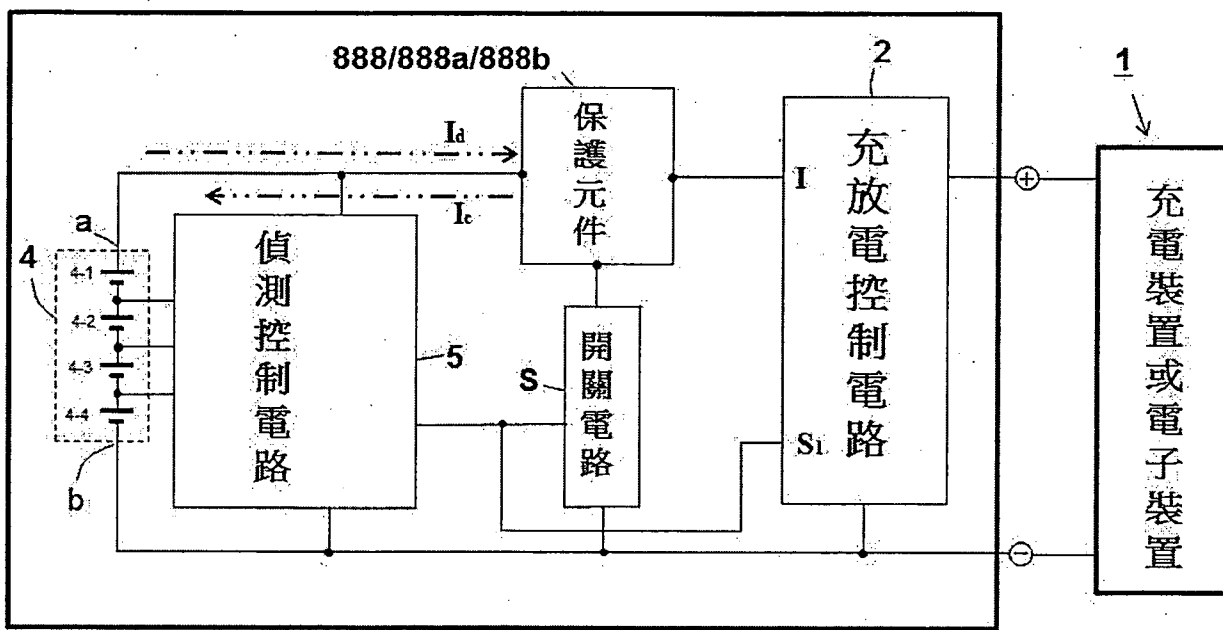 888/888a/888b
2
1
保護元件
充放電控制電路
I
Si
充電裝置或電子裝置
Id
Ic
a
4
4-1
4-2
4-3
4-4
b
偵測控制電路
5
S
開關電路
+
−